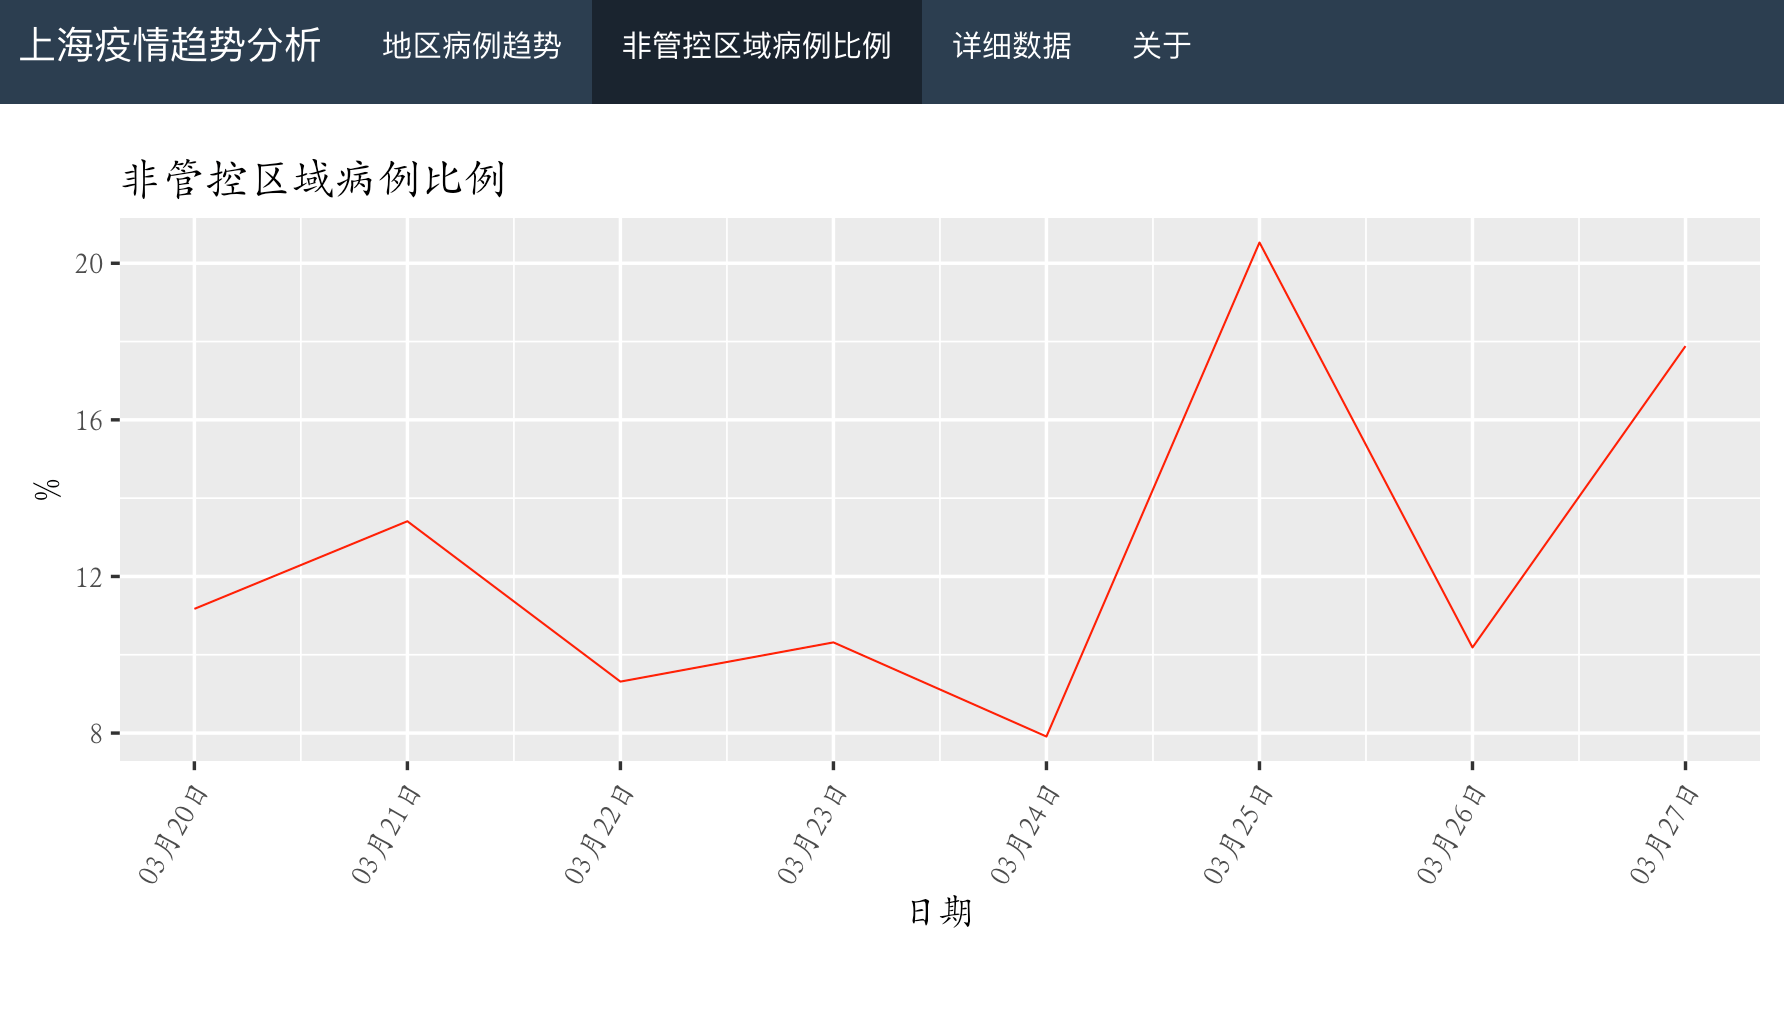 上海疫情趋势分析 地区病例趋势 非管控区域病例比例 详细数据 关于
非管控区域病例比例
20
16
12
8
%
03月20日 03月21日 03月22日 03月23日 03月24日 03月25日 03月26日 03月27日
日期